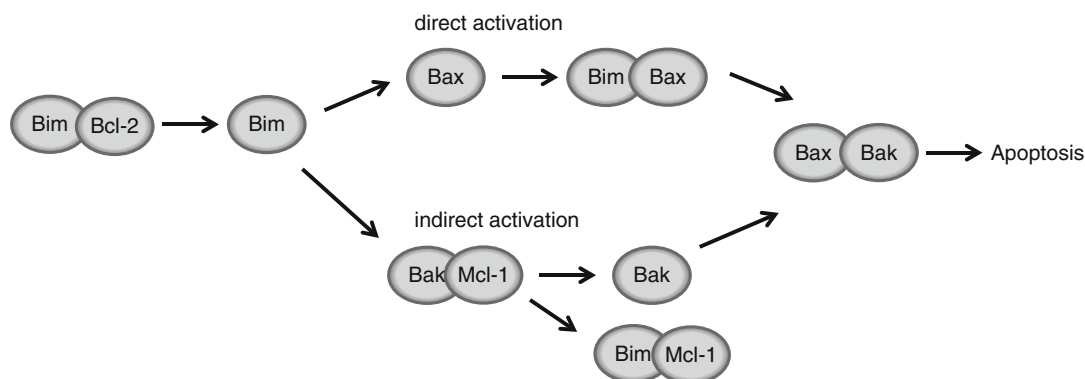 direct activation
Bax
Bim Bax
Bim Bcl-2
Bim
Bax Bak
Apoptosis
indirect activation
Bak Mcl-1
Bak
Bim Mcl-1